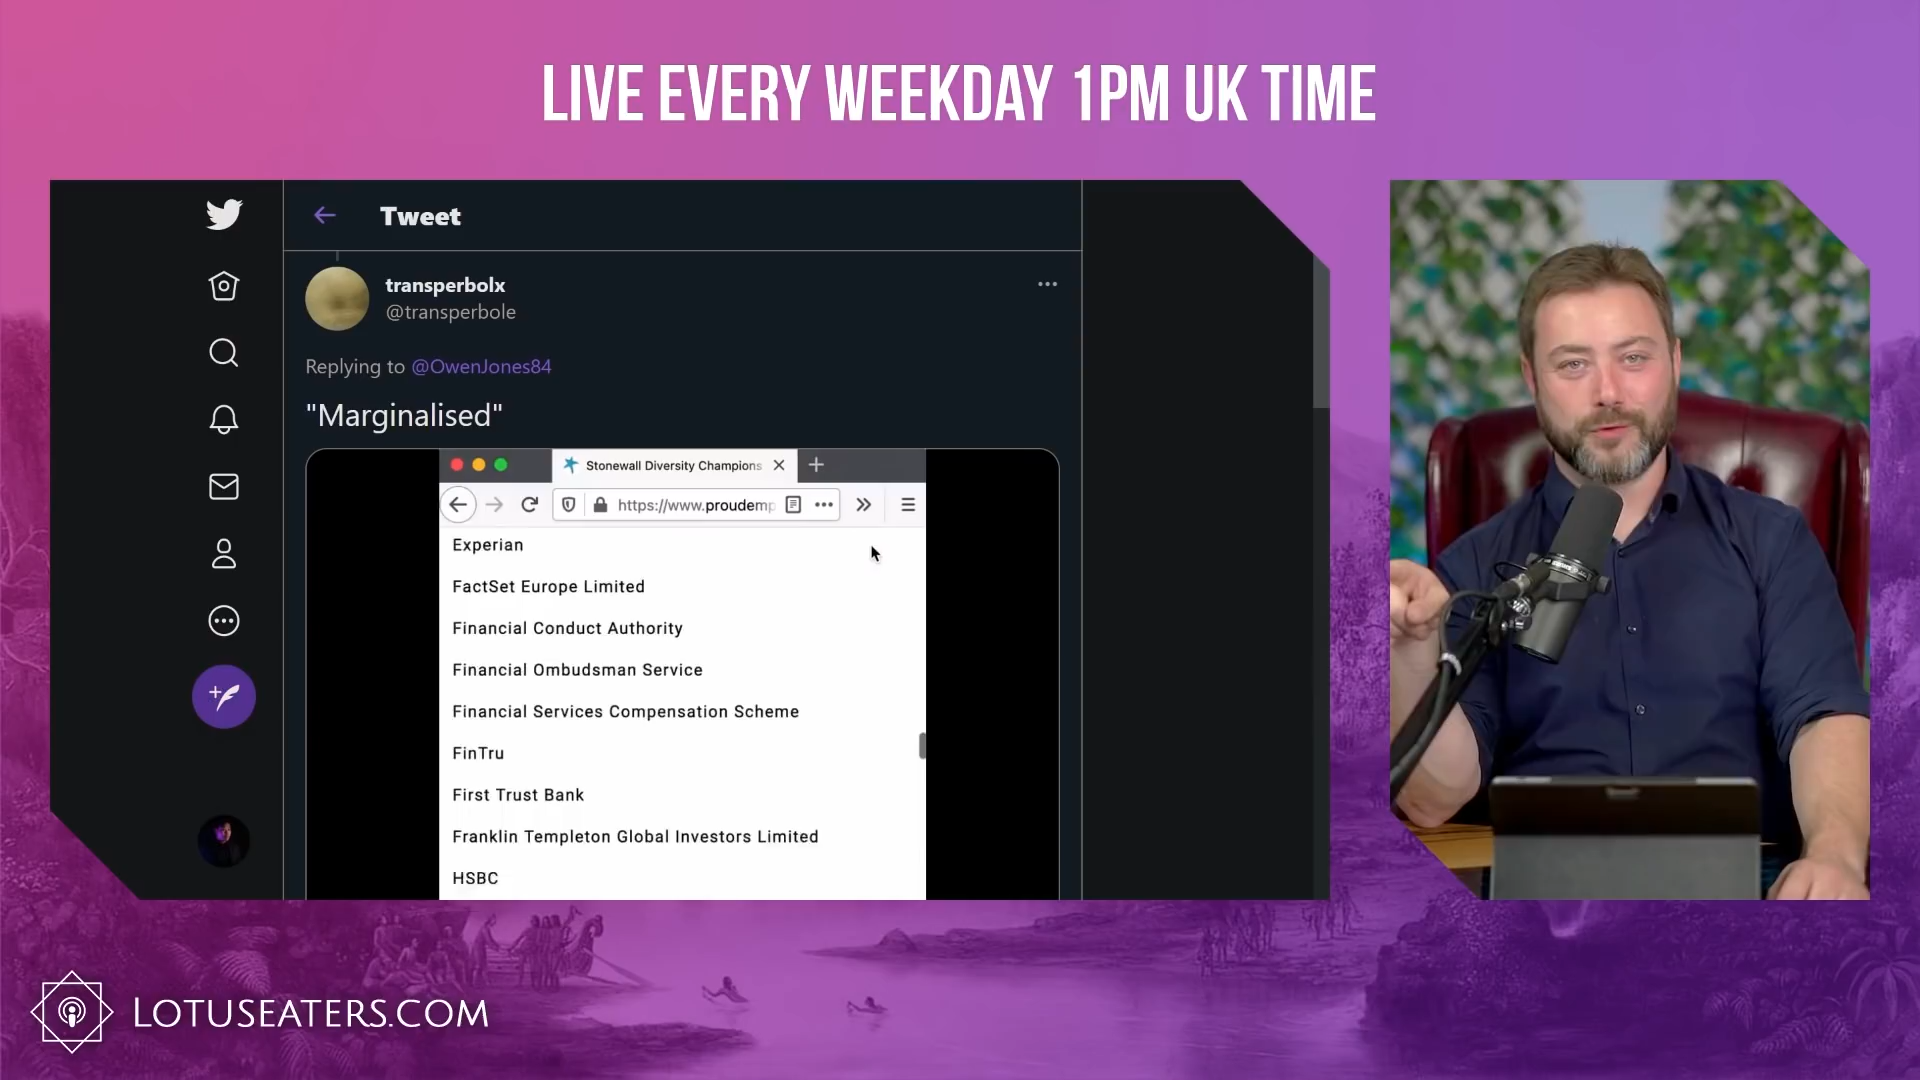 LIVE EVERY WEEKDAY 1PM UK TIME
Tweet
transperbolx
@transperbole
Replying to @OwenJones84
"Marginalised"
Stonewall Diversity Champions
https://www.proudemp
Experian
FactSet Europe Limited
Financial Conduct Authority
Financial Ombudsman Service
Financial Services Compensation Scheme
FinTru
First Trust Bank
Franklin Templeton Global Investors Limited
HSBC
LOTUSEATERS.COM